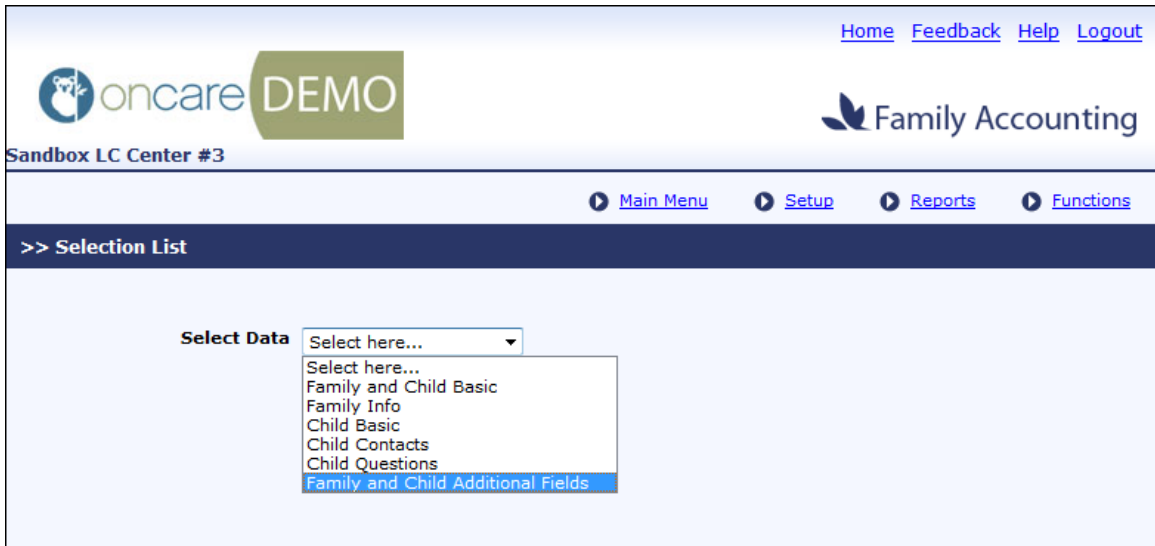 Home Feedback Help Logout
oncare DEMO
Family Accounting
Sandbox LC Center #3
Main Menu Setup Reports Functions
>> Selection List
Select Data Select here...
Select here...
Family and Child Basic
Family Info
Child Basic
Child Contacts
Child Questions
Family and Child Additional Fields